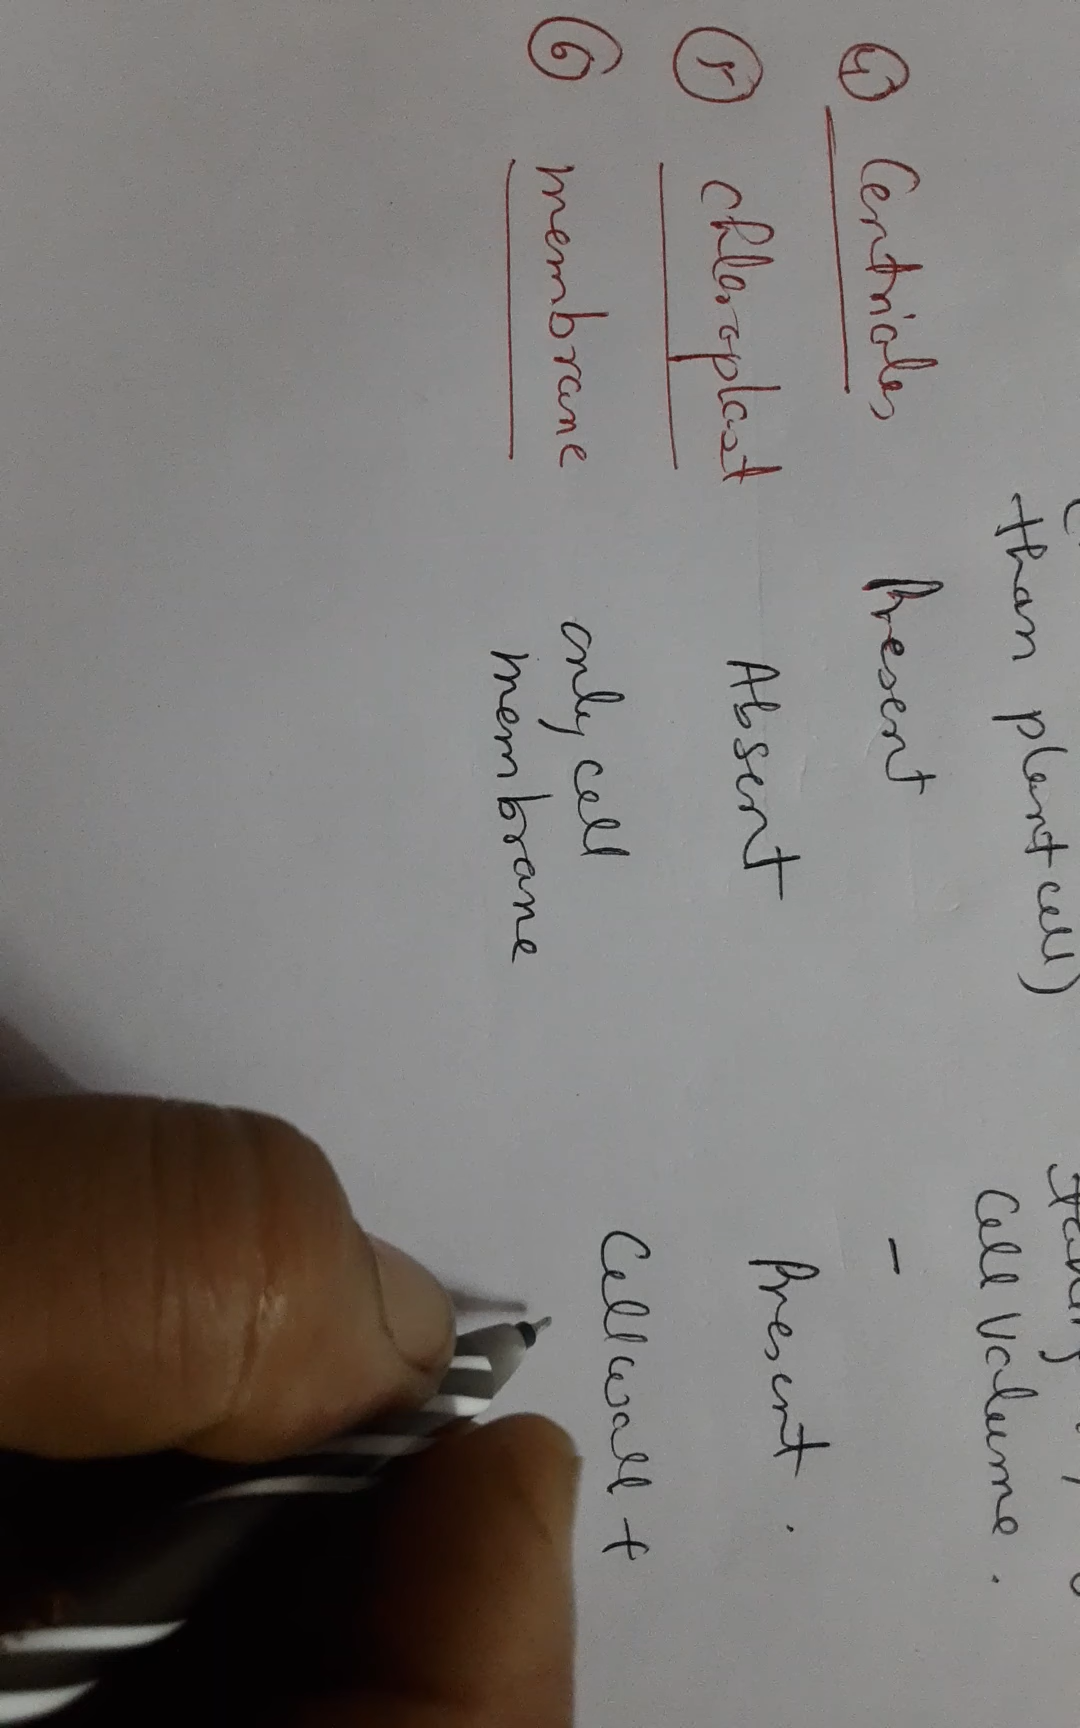 than plant cell)
cell volume.
④ Centrioles Present -
⑤ chloroplast Absent Present.
⑥ membrane only cell Cell wall +
membrane